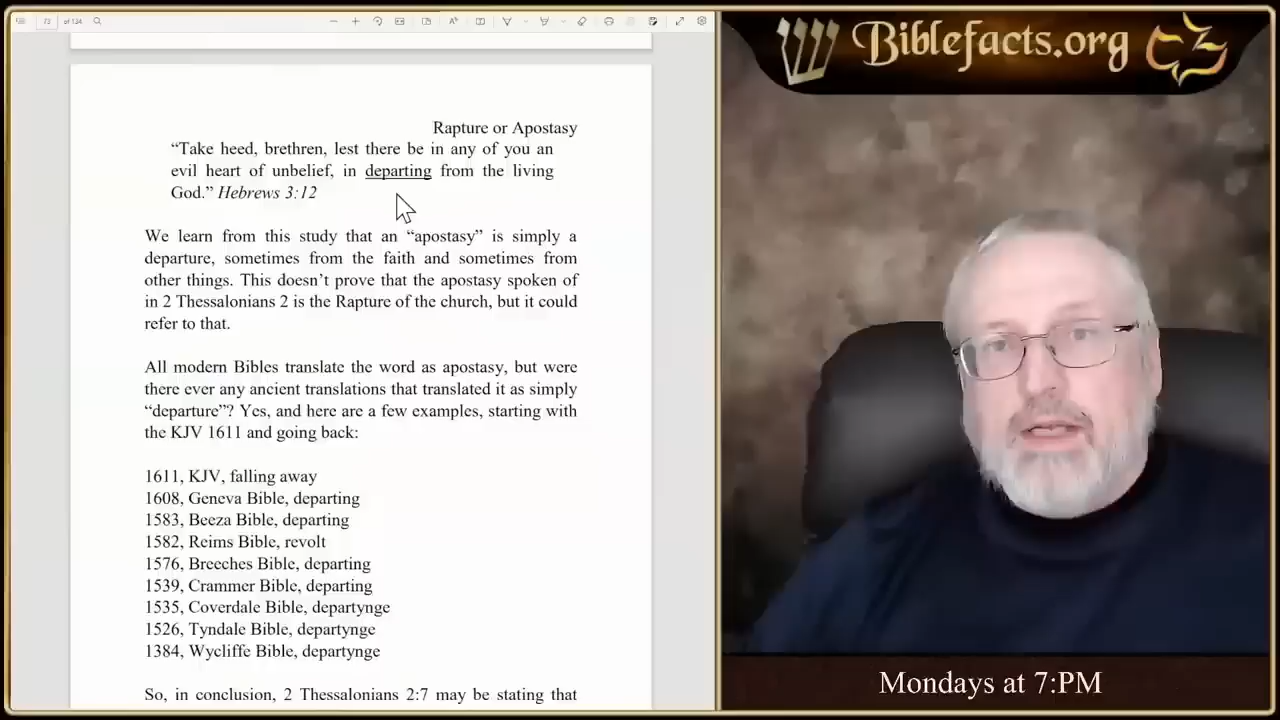 73 of 134
Rapture or Apostasy
“Take heed, brethren, lest there be in any of you an
evil heart of unbelief, in departing from the living
God.” Hebrews 3:12
We learn from this study that an “apostasy” is simply a
departure, sometimes from the faith and sometimes from
other things. This doesn’t prove that the apostasy spoken of
in 2 Thessalonians 2 is the Rapture of the church, but it could
refer to that.
All modern Bibles translate the word as apostasy, but were
there ever any ancient translations that translated it as simply
“departure”? Yes, and here are a few examples, starting with
the KJV 1611 and going back:
1611, KJV, falling away
1608, Geneva Bible, departing
1583, Beeza Bible, departing
1582, Reims Bible, revolt
1576, Breeches Bible, departing
1539, Crammer Bible, departing
1535, Coverdale Bible, departynge
1526, Tyndale Bible, departynge
1384, Wycliffe Bible, departynge
So, in conclusion, 2 Thessalonians 2:7 may be stating that
Biblefacts.org
Mondays at 7:PM